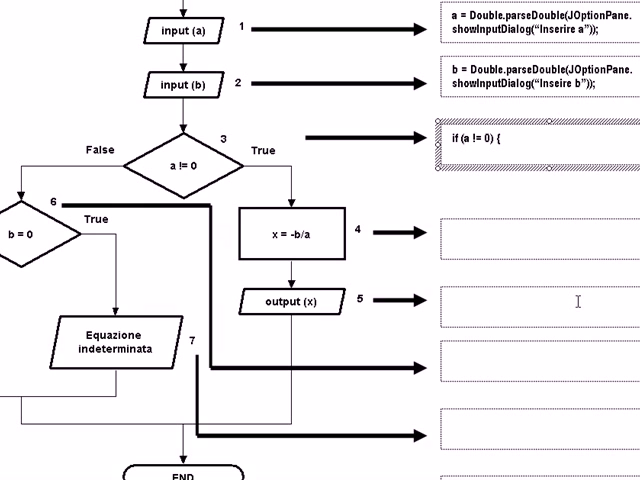 input (a)
1
a = Double.parseDouble(JOptionPane.
showInputDialog(“Inserire a”));
input (b)
2
b = Double.parseDouble(JOptionPane.
showInputDialog(“Inseire b”));
3
False
a != 0
True
if (a != 0) {
6
b = 0
True
x = -b/a
4
output (x)
5
Equazione
indeterminata
7
END